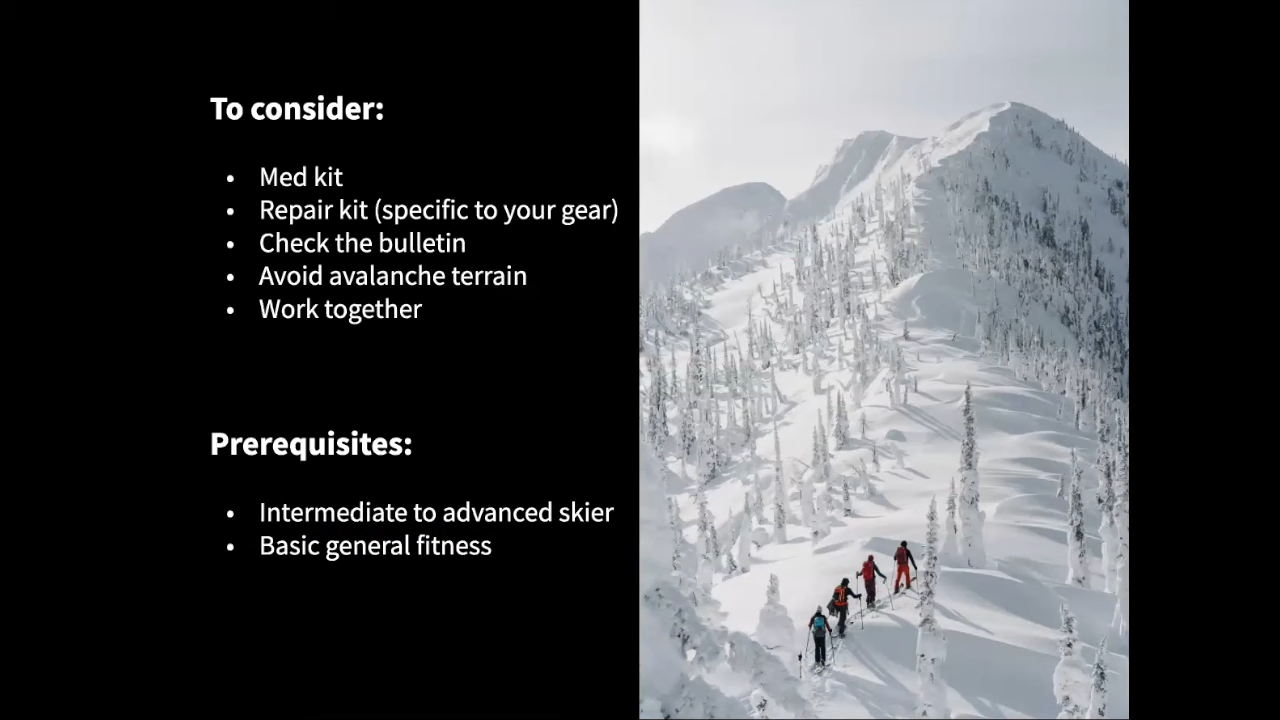 To consider:
• Med kit
• Repair kit (specific to your gear)
• Check the bulletin
• Avoid avalanche terrain
• Work together
Prerequisites:
• Intermediate to advanced skier
• Basic general fitness